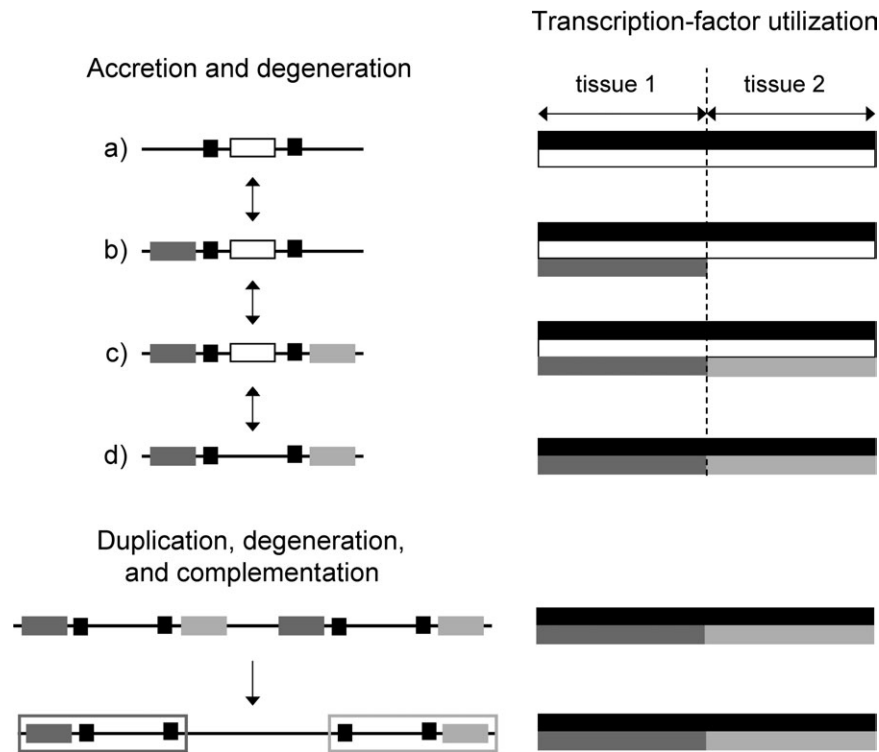 Transcription-factor utilization
Accretion and degeneration
tissue 1
tissue 2
a)
b)
c)
d)
Duplication, degeneration,
and complementation